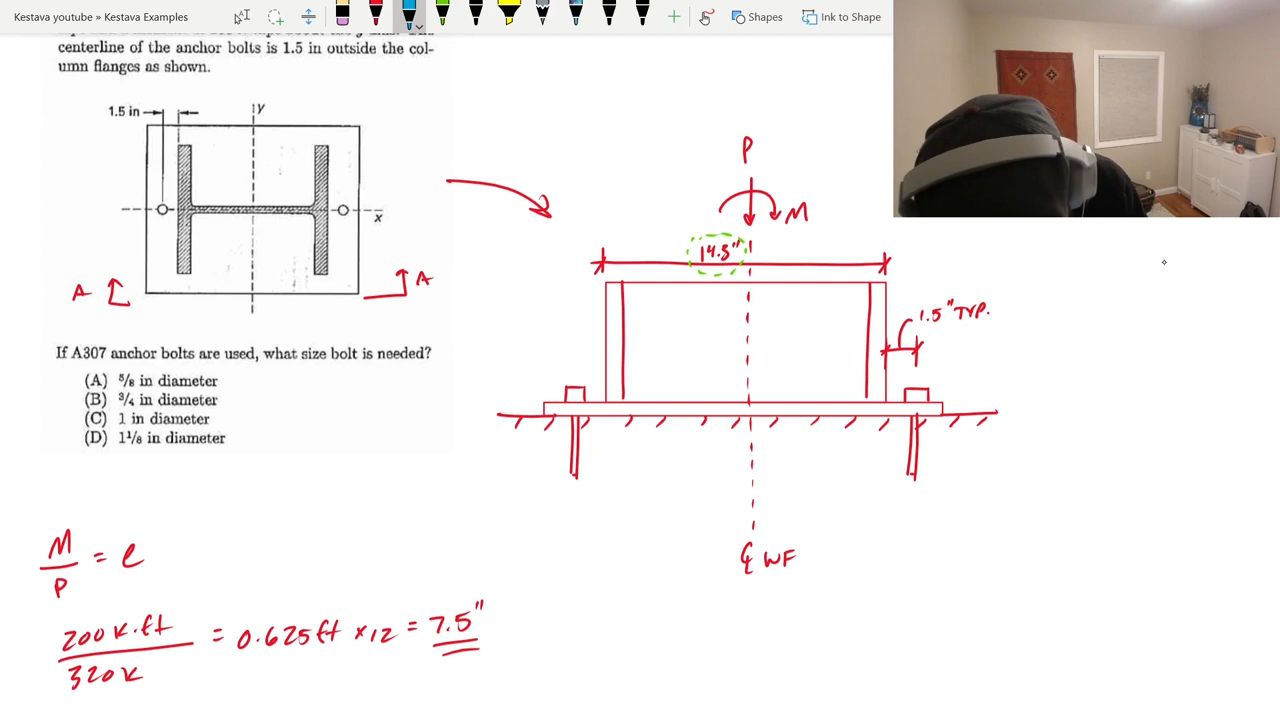 Kestava youtube » Kestava Examples
Shapes
Ink to Shape
centerline of the anchor bolts is 1.5 in outside the col-
umn flanges as shown.
1.5 in
y
x
A
A
If A307 anchor bolts are used, what size bolt is needed?
(A) 5/8 in diameter
(B) 3/4 in diameter
(C) 1 in diameter
(D) 1 1/8 in diameter
P
M
14.5"
1.5" TYP.
℄ WF
M/P = e
200 K·ft / 320 K = 0.625 ft × 12 = 7.5"